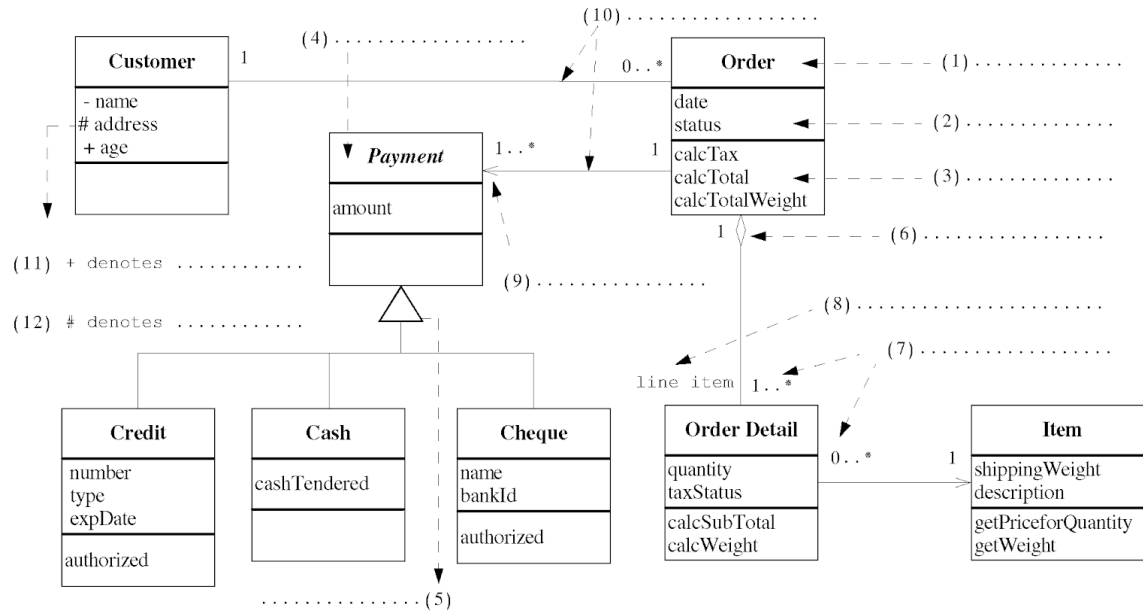 (10) ....................
(4) ..................
Customer
1
0..*
Order
(1) ..............
- name
# address
+ age
date
status
(2) ..............
Payment
1..*
1
calcTax
calcTotal
calcTotalWeight
(3) ..............
amount
1
(6) ................
(11) + denotes ............
(9) ................
(12) # denotes ............
(8) ....................
(7) ..................
line item
1..*
Credit
number
type
expDate
authorized
Cash
cashTendered
Cheque
name
bankId
authorized
Order Detail
quantity
taxStatus
calcSubTotal
calcWeight
0..*
1
Item
shippingWeight
description
getPriceforQuantity
getWeight
................ (5)